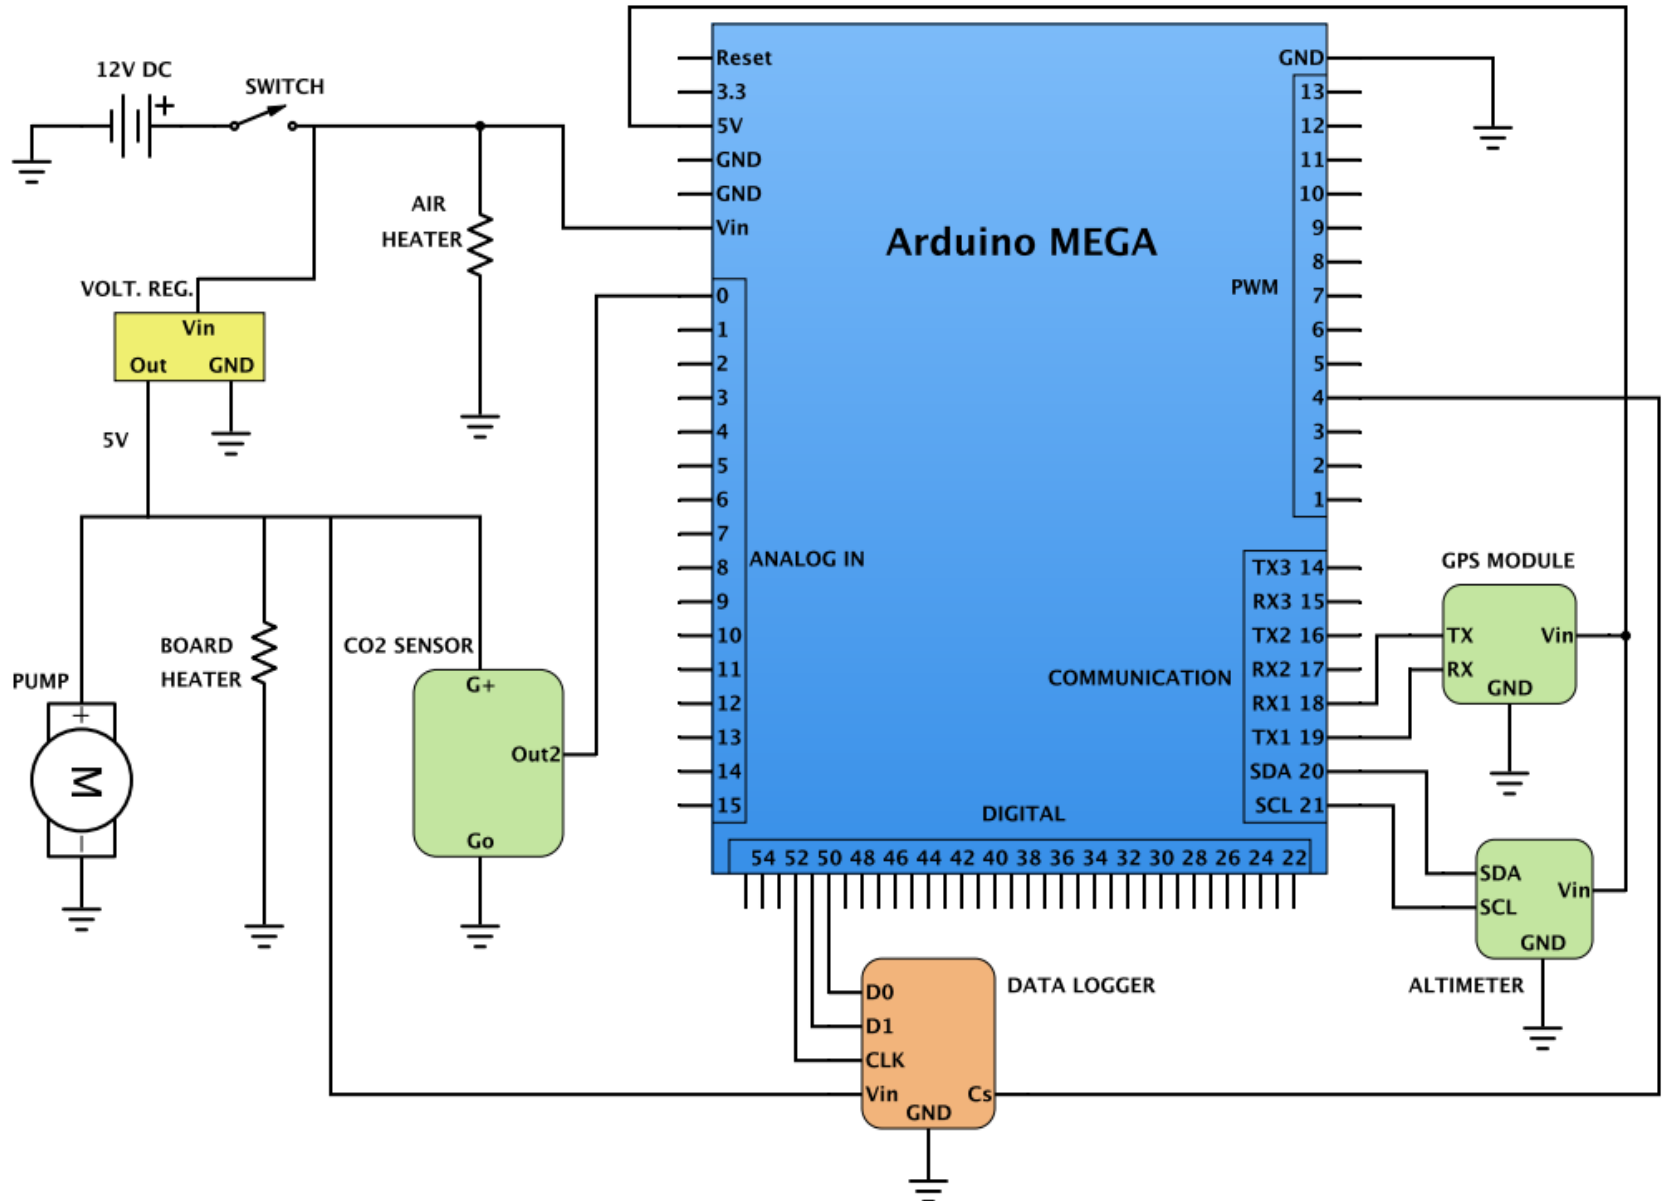 12V DC
+
SWITCH
AIR
HEATER
VOLT. REG.
Vin
Out GND
5V
PUMP
+
M
–
BOARD
HEATER
CO2 SENSOR
G+
Out2
Go
Arduino MEGA
Reset
3.3
5V
GND
GND
Vin
0
1
2
3
4
5
6
7
8
9
10
11
12
13
14
15
ANALOG IN
GND
13
12
11
10
9
8
7
6
5
4
3
2
1
PWM
TX3 14
RX3 15
TX2 16
RX2 17
RX1 18
TX1 19
SDA 20
SCL 21
COMMUNICATION
DIGITAL
54 52 50 48 46 44 42 40 38 36 34 32 30 28 26 24 22
GPS MODULE
TX Vin
RX
GND
SDA
Vin
SCL
GND
ALTIMETER
DATA LOGGER
D0
D1
CLK
Vin Cs
GND